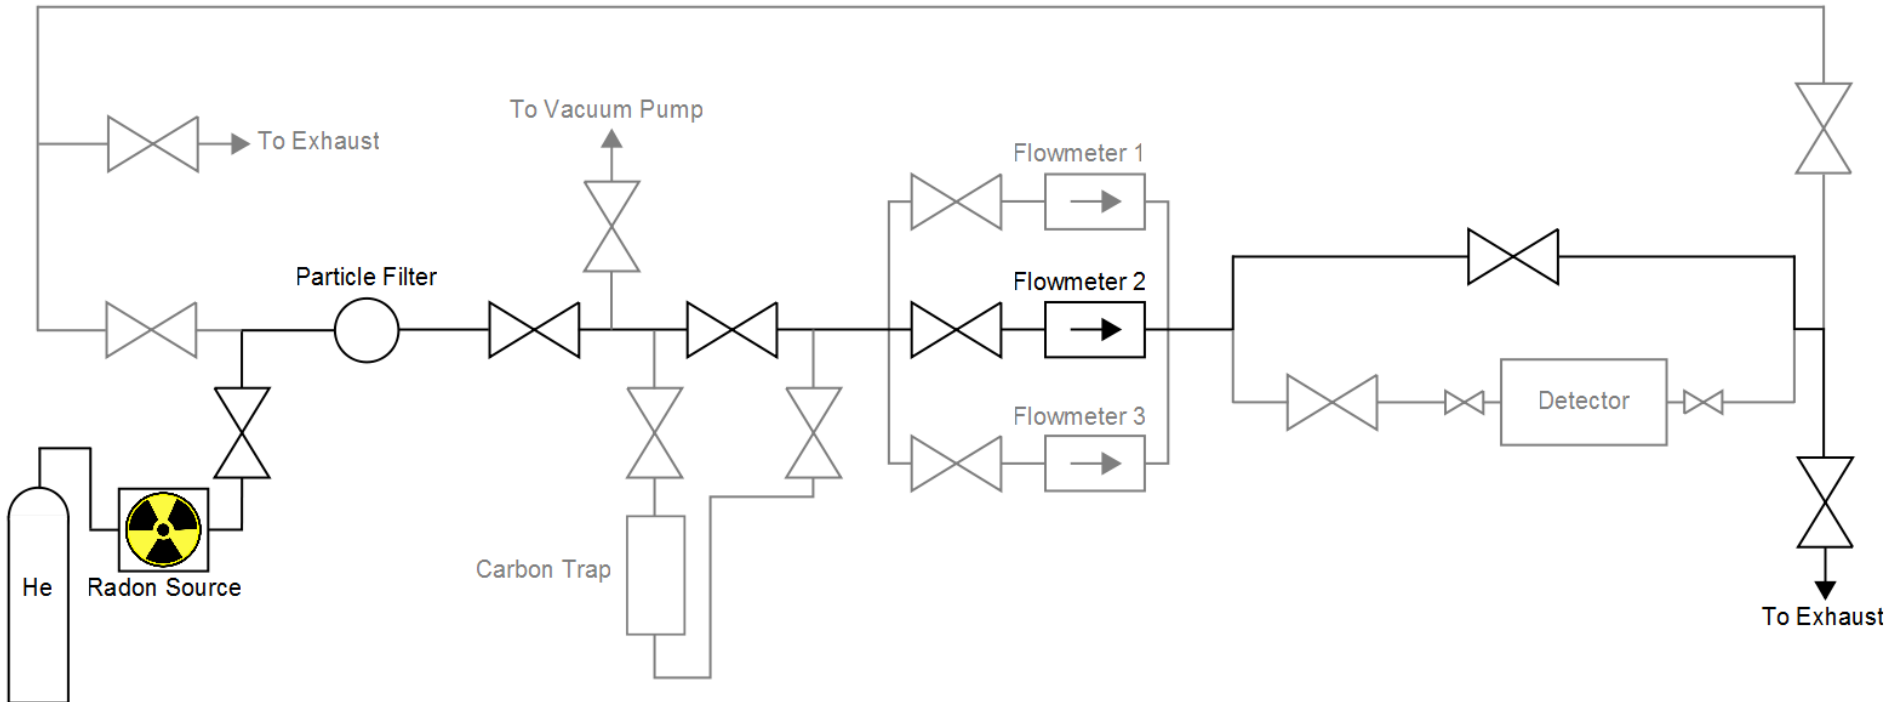 To Exhaust
To Vacuum Pump
Flowmeter 1
Particle Filter
Flowmeter 2
Flowmeter 3
Detector
Carbon Trap
He
Radon Source
To Exhaust